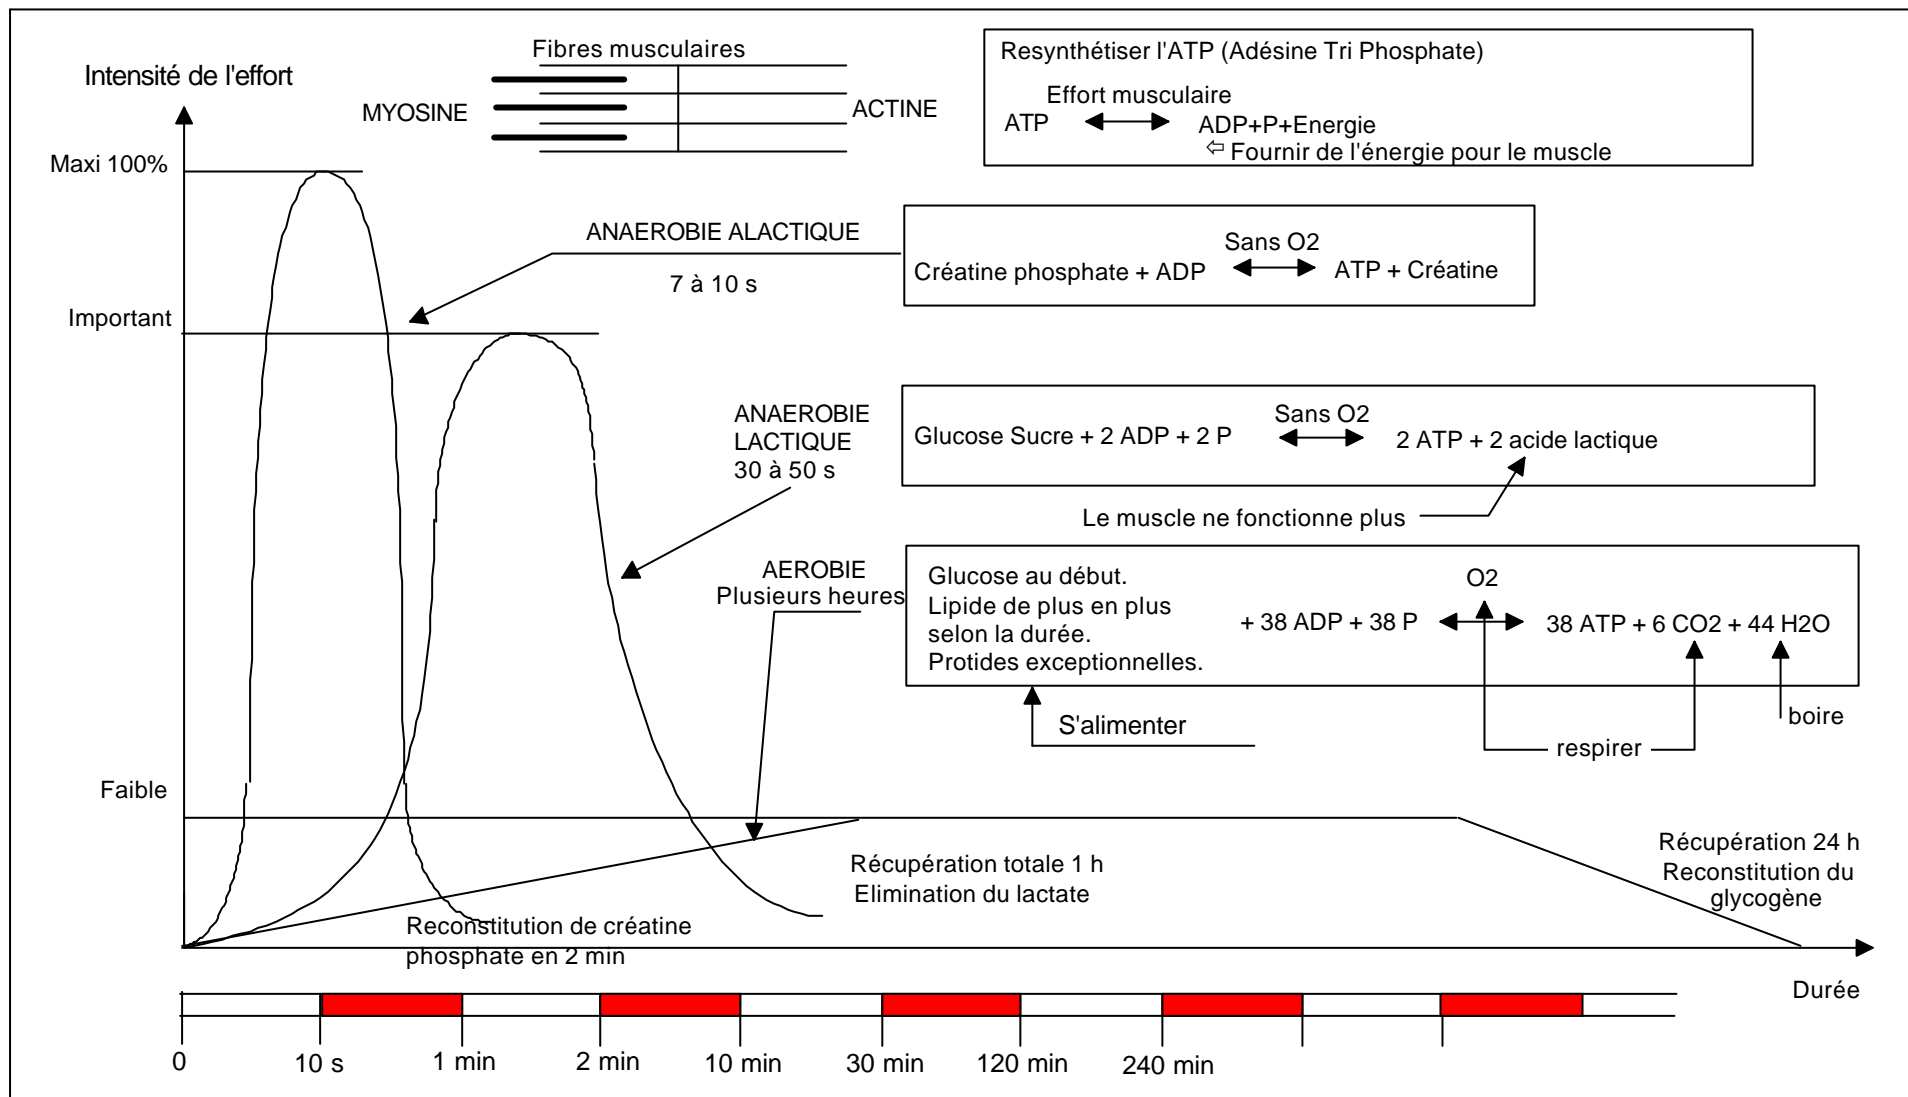 Fibres musculaires
Intensité de l'effort
MYOSINE
ACTINE
Resynthétiser l'ATP (Adésine Tri Phosphate)
Effort musculaire
ATP
ADP+P+Energie
⇦ Fournir de l'énergie pour le muscle
Maxi 100%
ANAEROBIE ALACTIQUE
7 à 10 s
Sans O2
Créatine phosphate + ADP
ATP + Créatine
Important
ANAEROBIE
LACTIQUE
30 à 50 s
Sans O2
Glucose Sucre + 2 ADP + 2 P
2 ATP + 2 acide lactique
Le muscle ne fonctionne plus
AEROBIE
Plusieurs heures
Glucose au début.
Lipide de plus en plus
selon la durée.
Protides exceptionnelles.
O2
+ 38 ADP + 38 P
38 ATP + 6 CO2 + 44 H2O
S'alimenter
respirer
boire
Faible
Récupération totale 1 h
Elimination du lactate
Récupération 24 h
Reconstitution du
glycogène
Reconstitution de créatine
phosphate en 2 min
Durée
0
10 s
1 min
2 min
10 min
30 min
120 min
240 min